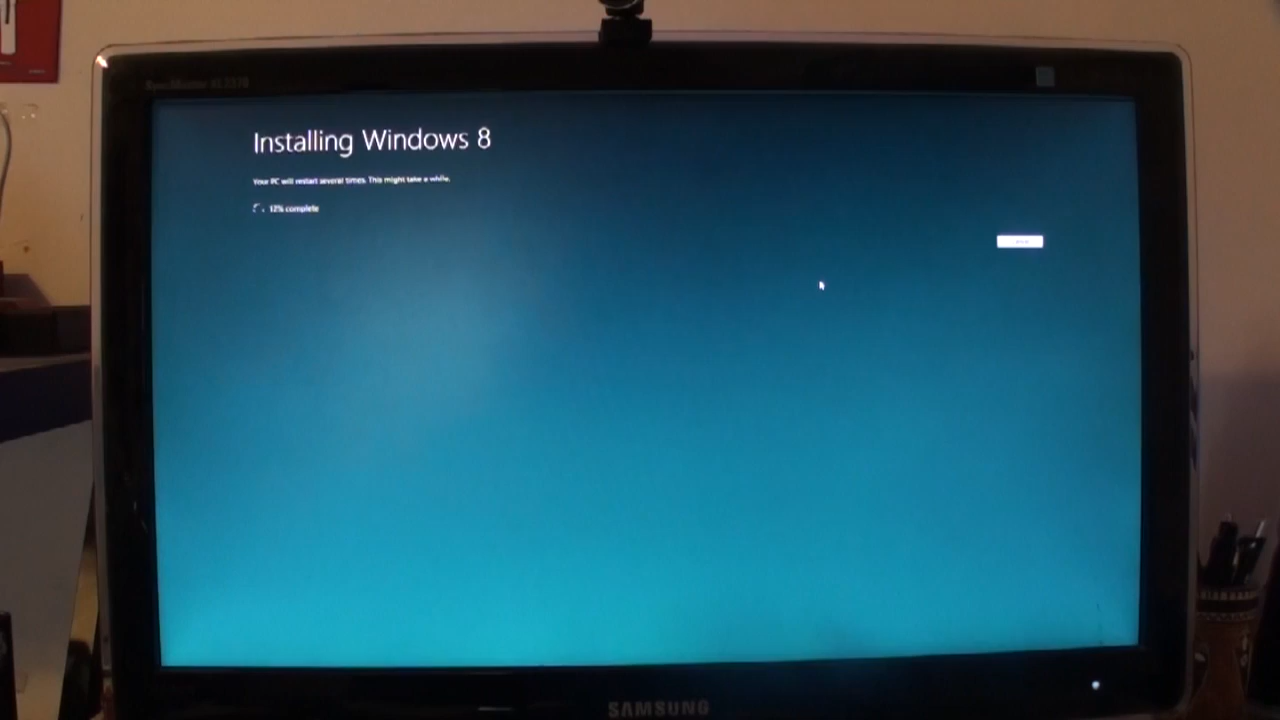 Installing Windows 8
Your PC will restart several times. This might take a while.
12% complete
SAMSUNG